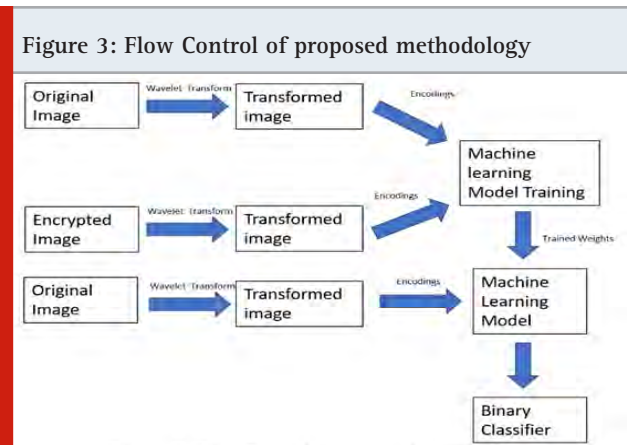 Figure 3: Flow Control of proposed methodology
Original
Image
Wavelet Transform
Transformed
image
Encodings
Machine
learning
Model Training
Encrypted
Image
Wavelet Transform
Transformed
Image
Encodings
Trained Weights
Original
Image
Wavelet Transform
Transformed
image
Encodings
Machine
Learning
Model
Binary
Classifier